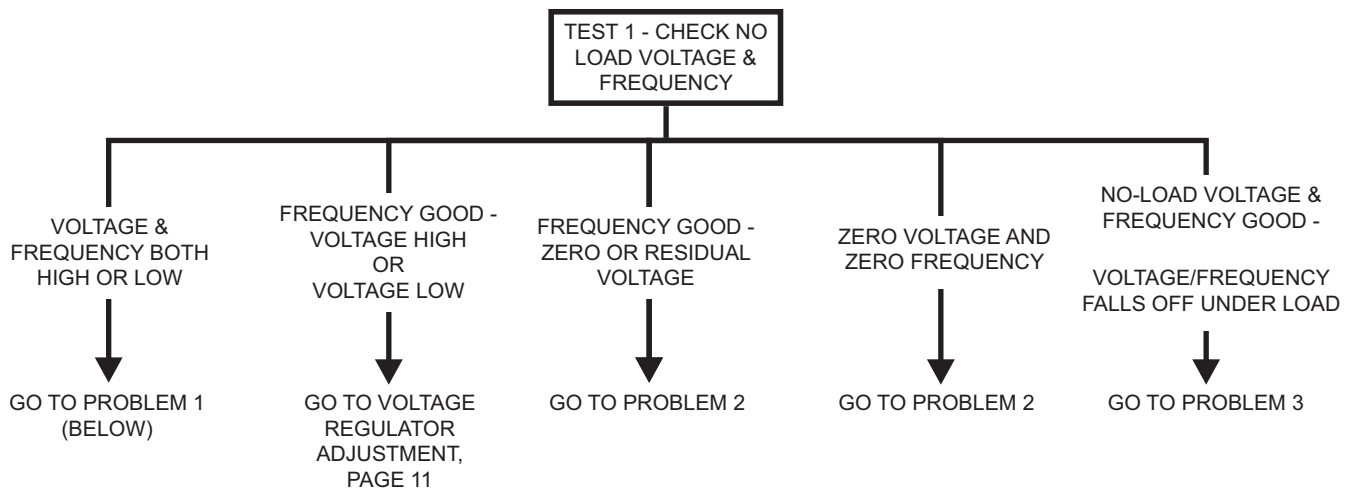 TEST 1 - CHECK NO
LOAD VOLTAGE &
FREQUENCY
VOLTAGE &
FREQUENCY BOTH
HIGH OR LOW
GO TO PROBLEM 1
(BELOW)
FREQUENCY GOOD -
VOLTAGE HIGH
OR
VOLTAGE LOW
GO TO VOLTAGE
REGULATOR
ADJUSTMENT,
PAGE 11
FREQUENCY GOOD -
ZERO OR RESIDUAL
VOLTAGE
GO TO PROBLEM 2
ZERO VOLTAGE AND
ZERO FREQUENCY
GO TO PROBLEM 2
NO-LOAD VOLTAGE &
FREQUENCY GOOD -
VOLTAGE/FREQUENCY
FALLS OFF UNDER LOAD
GO TO PROBLEM 3